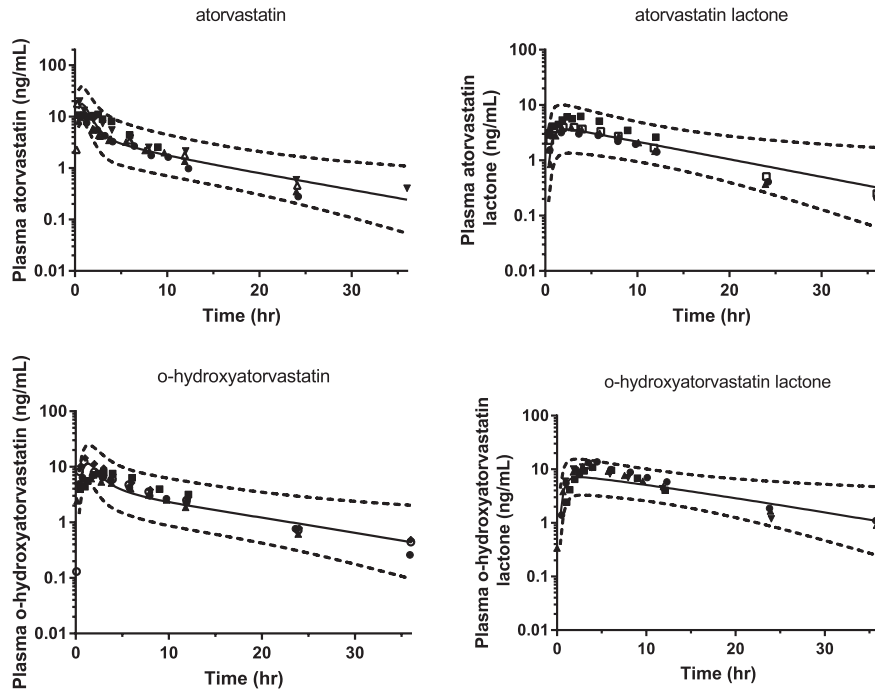 atorvastatin
Plasma atorvastatin (ng/mL)
100
10
1
0.1
0.01
0
10
20
30
Time (hr)
atorvastatin lactone
Plasma atorvastatin
lactone (ng/mL)
100
10
1
0.1
0.01
0
10
20
30
Time (hr)
o-hydroxyatorvastatin
Plasma o-hydroxyatorvastatin (ng/mL)
100
10
1
0.1
0.01
0
10
20
30
Time (hr)
o-hydroxyatorvastatin lactone
Plasma o-hydroxyatorvastatin
lactone (ng/mL)
100
10
1
0.1
0.01
0
10
20
30
Time (hr)